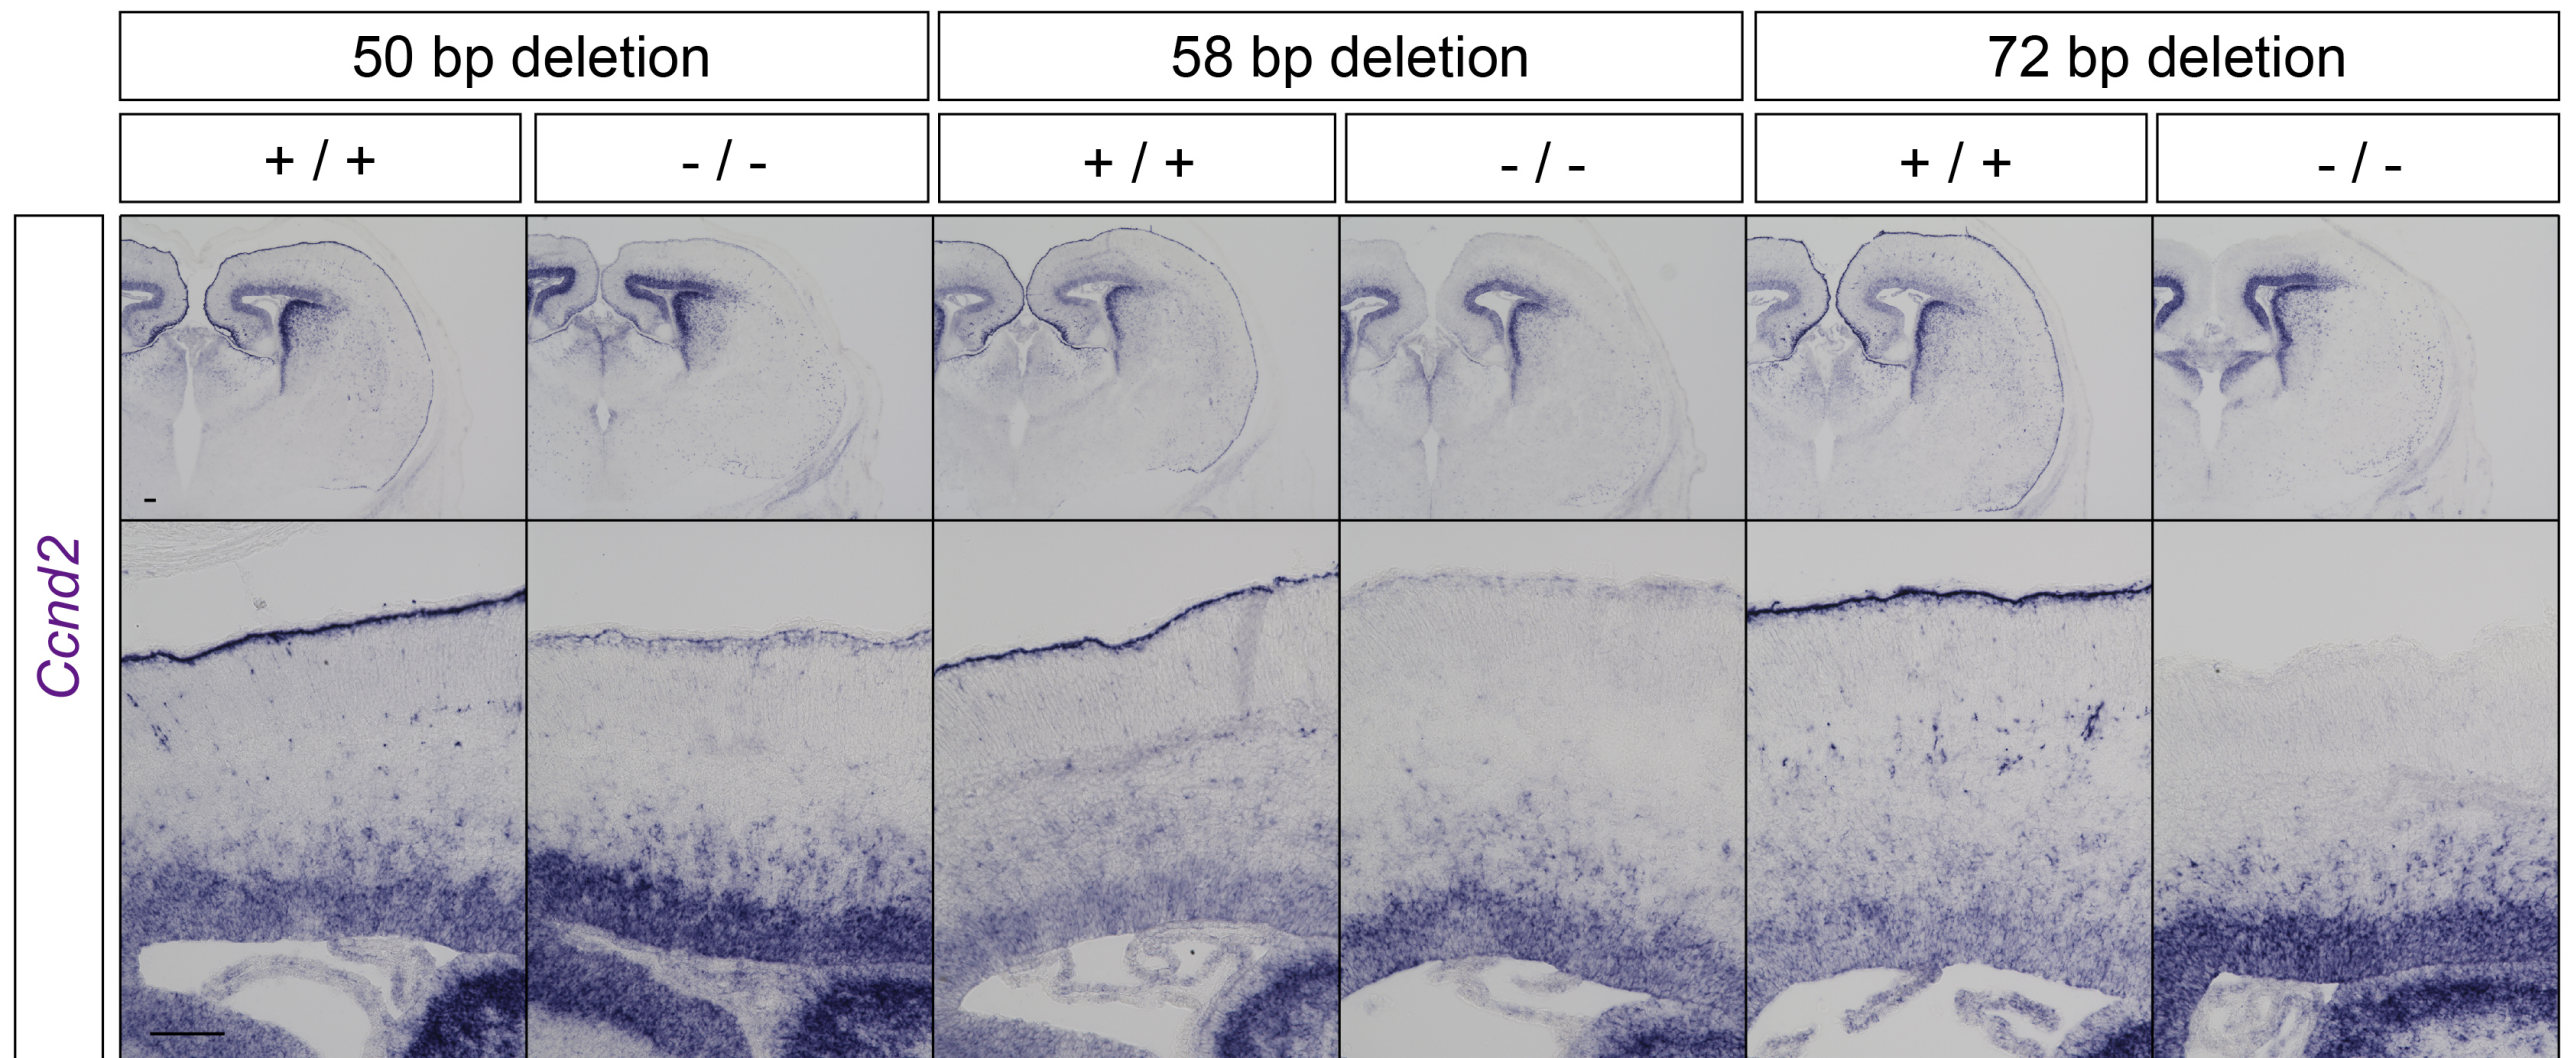 50 bp deletion
58 bp deletion
72 bp deletion
+ / +
- / -
+ / +
- / -
+ / +
- / -
Ccnd2